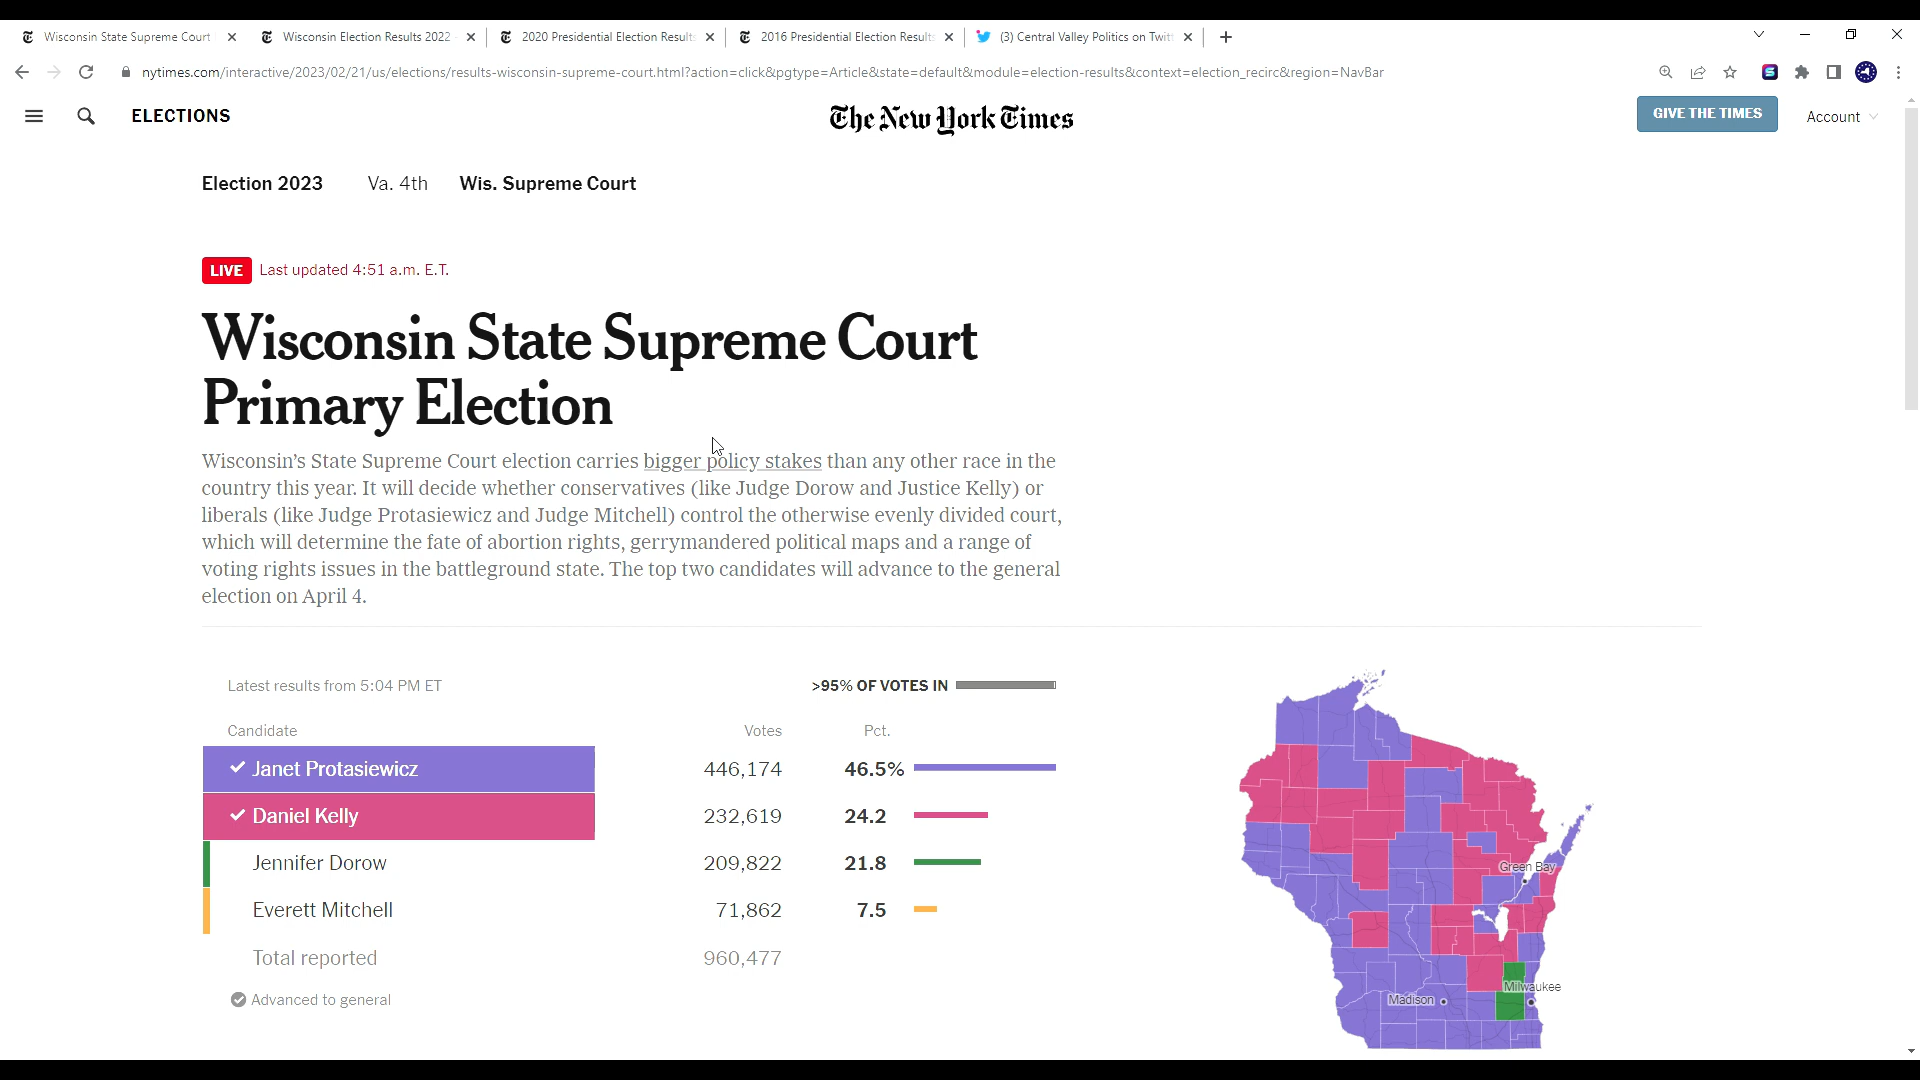 Wisconsin State Supreme Court
Wisconsin Election Results 2022
2020 Presidential Election Results
2016 Presidential Election Results
(3) Central Valley Politics on Twitt
nytimes.com/interactive/2023/02/21/us/elections/results-wisconsin-supreme-court.html?action=click&pgtype=Article&state=default&module=election-results&context=election_recirc&region=NavBar
ELECTIONS
The New York Times
GIVE THE TIMES
Account
Election 2023
Va. 4th
Wis. Supreme Court
LIVE
Last updated 4:51 a.m. E.T.
Wisconsin State Supreme Court
Primary Election
Wisconsin’s State Supreme Court election carries bigger policy stakes than any other race in the
country this year. It will decide whether conservatives (like Judge Dorow and Justice Kelly) or
liberals (like Judge Protasiewicz and Judge Mitchell) control the otherwise evenly divided court,
which will determine the fate of abortion rights, gerrymandered political maps and a range of
voting rights issues in the battleground state. The top two candidates will advance to the general
election on April 4.
Latest results from 5:04 PM ET
>95% OF VOTES IN
Candidate Votes Pct.
Janet Protasiewicz 446,174 46.5%
Daniel Kelly 232,619 24.2
Jennifer Dorow 209,822 21.8
Everett Mitchell 71,862 7.5
Total reported 960,477
Advanced to general
Green Bay
Milwaukee
Madison